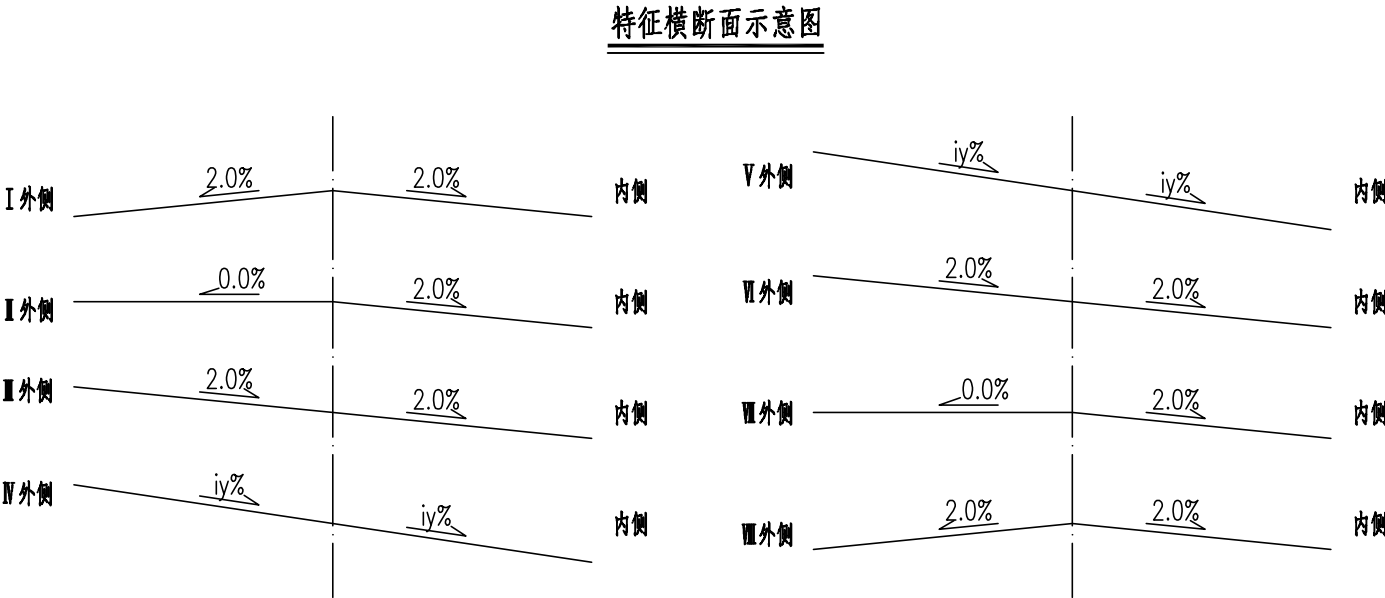 特征横断面示意图
Ⅰ外侧 2.0% 2.0% 内侧
Ⅱ外侧 0.0% 2.0% 内侧
Ⅲ外侧 2.0% 2.0% 内侧
Ⅳ外侧 iy% iy% 内侧
Ⅴ外侧 iy% iy% 内侧
Ⅵ外侧 2.0% 2.0% 内侧
Ⅶ外侧 0.0% 2.0% 内侧
Ⅷ外侧 2.0% 2.0% 内侧